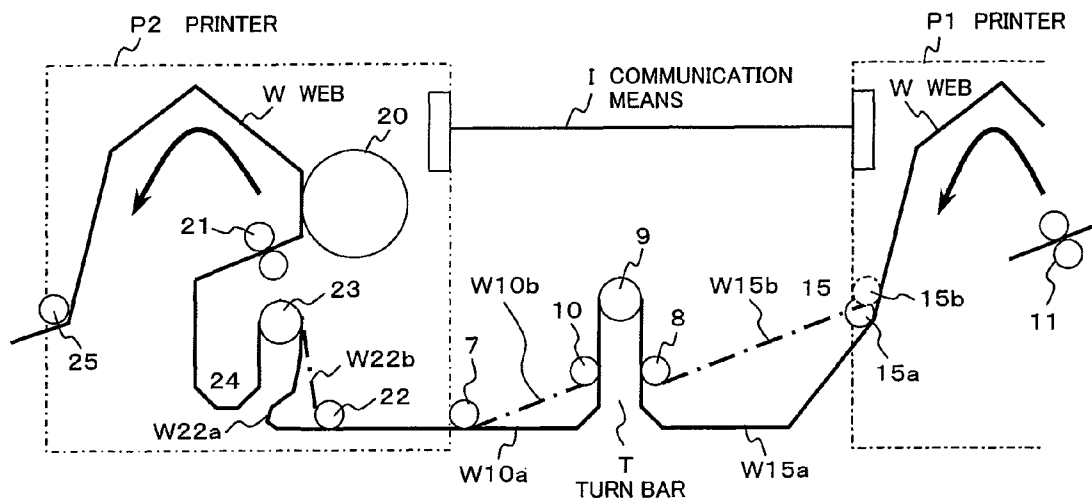 P2 PRINTER
P1 PRINTER
I COMMUNICATION
MEANS
W WEB
W WEB
20
21
9
23
W10b
W15b
15
15b
10
8
11
25
7
15a
24
W22b
22
W22a
W10a
T
W15a
TURN BAR